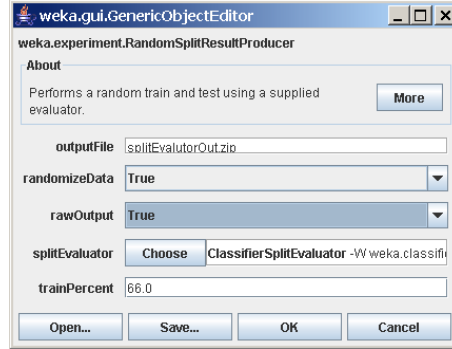 weka.gui.GenericObjectEditor
weka.experiment.RandomSplitResultProducer
About
Performs a random train and test using a supplied
evaluator.
More
outputFile splitEvalutorOut.zip
randomizeData True
rawOutput True
splitEvaluator Choose ClassifierSplitEvaluator -W weka.classifi
trainPercent 66.0
Open... Save... OK Cancel